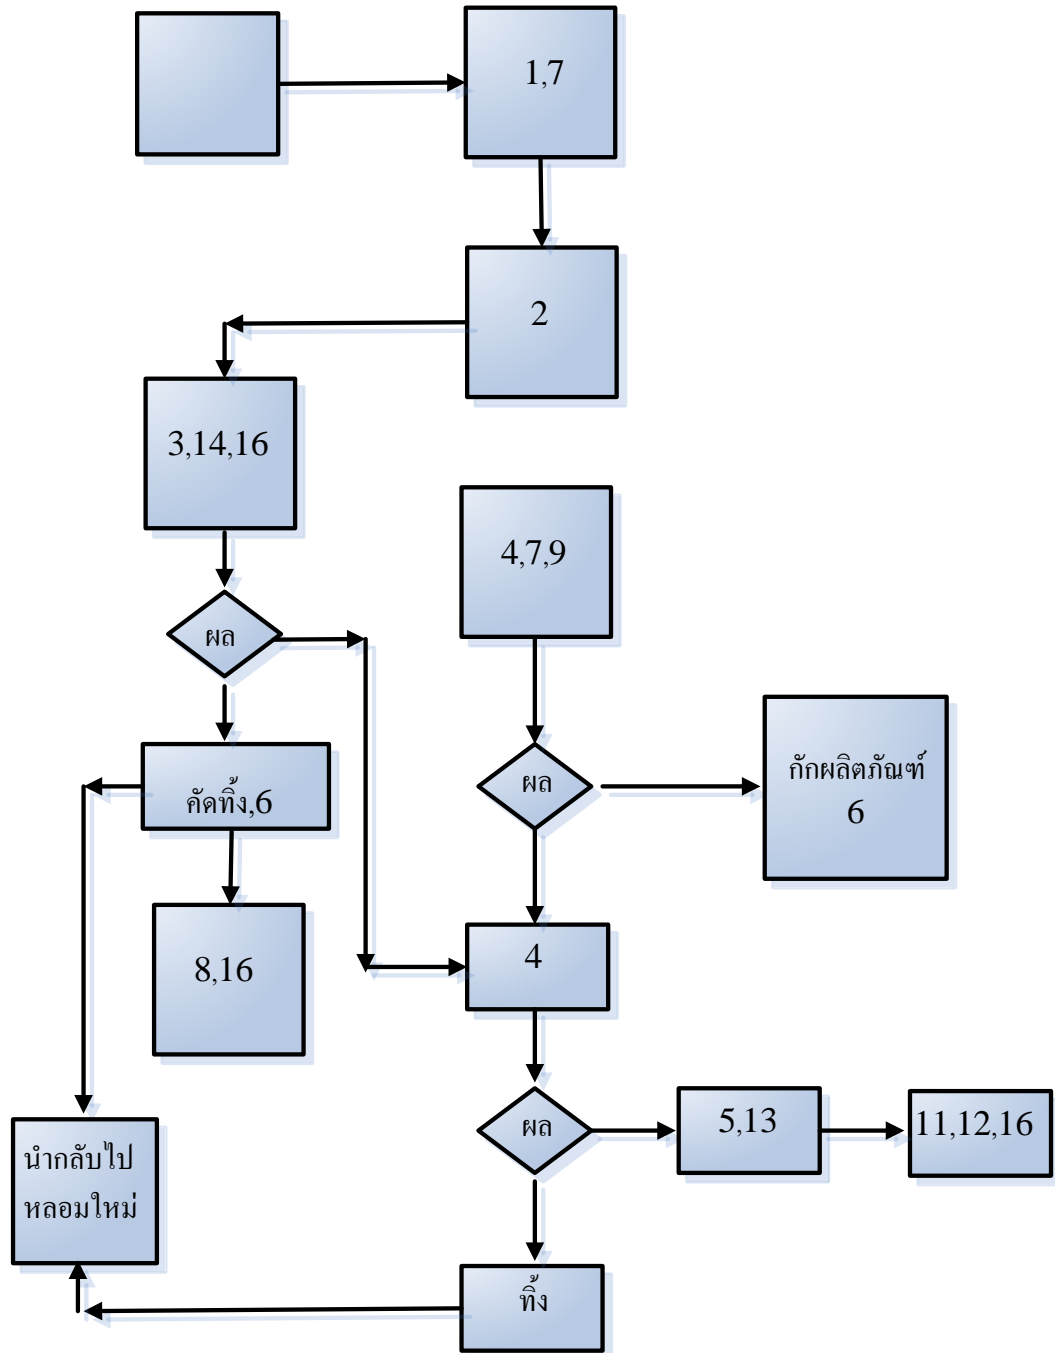 1,7
2
3,14,16
4,7,9
ผล
ผล
กักผลิตภัณฑ์
6
คัดทิ้ง,6
8,16
4
ผล
5,13
11,12,16
นำกลับไป
หลอมใหม่
ทิ้ง